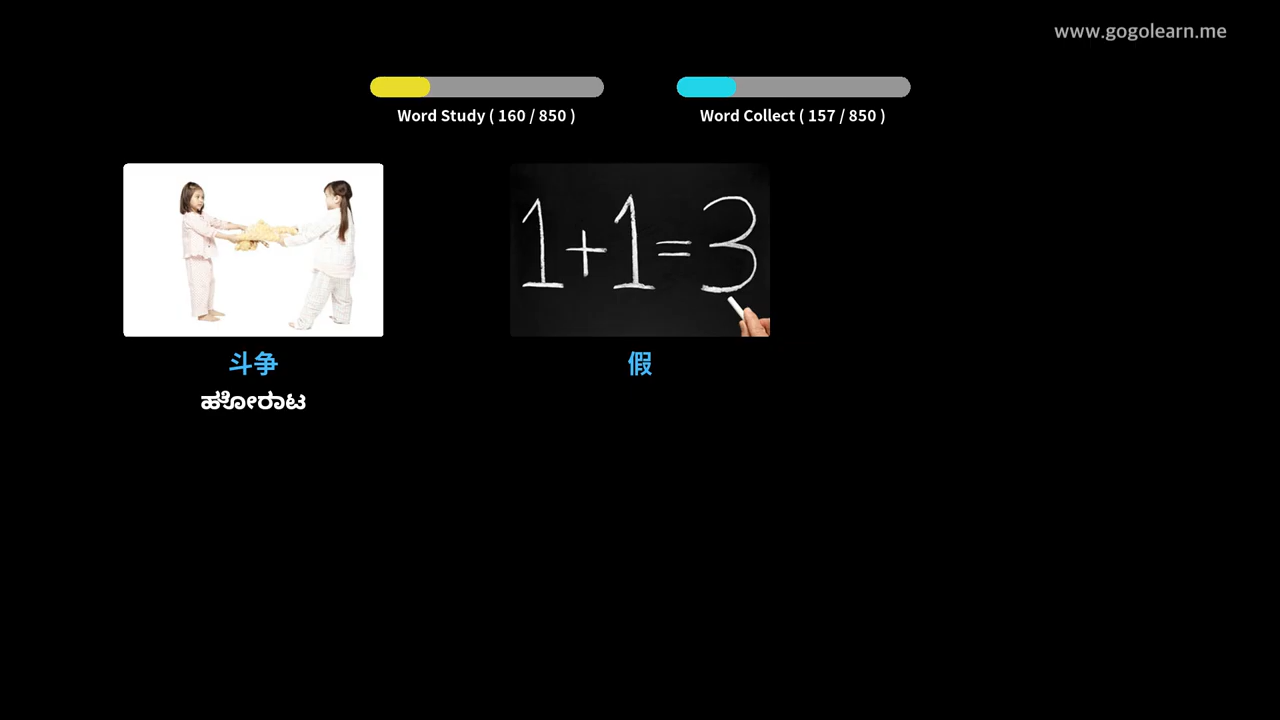 www.gogolearn.me
Word Study ( 160 / 850 )
Word Collect ( 157 / 850 )
1+1=3
斗争
假
ಹೋರಾಟ